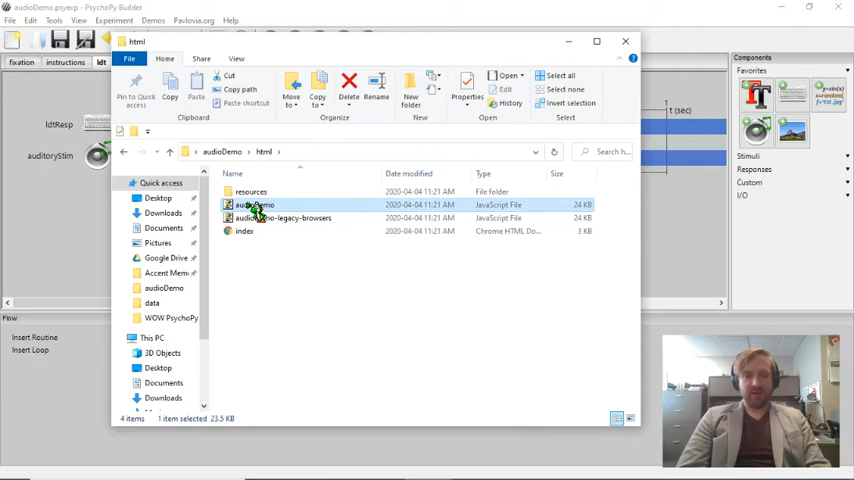 audioDemo.psyexp - PsychoPy Builder
File Edit Tools View Experiment Demos Pavlovia.org Help
fixation instructions ldt
ldtResp
auditoryStim
1
t (sec)
Components
Favorites
Stimuli
Responses
Custom
I/O
Flow
Insert Routine
Insert Loop
html
File Home Share View
Pin to Quick access
Copy
Paste
Cut
Copy path
Paste shortcut
Clipboard
Move to
Copy to
Delete
Rename
Organize
New folder
New
Properties
Open
Edit
History
Open
Select all
Select none
Invert selection
Select
audioDemo html
Search h...
Name Date modified Type Size
resources 2020-04-04 11:21 AM File folder
2020-04-04 11:21 AM JavaScript File 24 KB
2020-04-04 11:21 AM JavaScript File 24 KB
index 2020-04-04 11:21 AM Chrome HTML Do... 3 KB
Quick access
Desktop
Downloads
Documents
Pictures
Google Drive
Accent Mem
audioDemo
data
WOW PsychoPy
This PC
3D Objects
Desktop
Documents
Downloads
4 items 1 item selected 23.5 KB